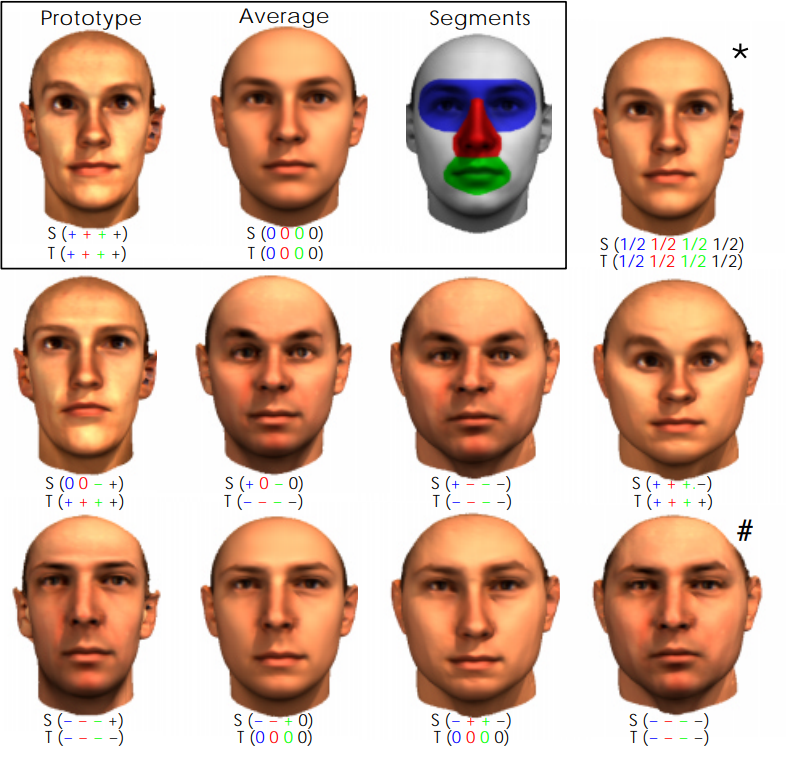 Prototype Average Segments
*
S (+ + + +) S (0 0 0 0)
T (+ + + +) T (0 0 0 0)
S (1/2 1/2 1/2 1/2)
T (1/2 1/2 1/2 1/2)
S (0 0 – +) S (+ 0 – 0) S (+ – – –) S (+ + + –)
T (+ + + +) T (– – – –) T (– – – –) T (+ + + +)
#
S (– – – +) S (– – + 0) S (– + + –) S (– – – –)
T (– – – –) T (0 0 0 0) T (0 0 0 0) T (– – – –)